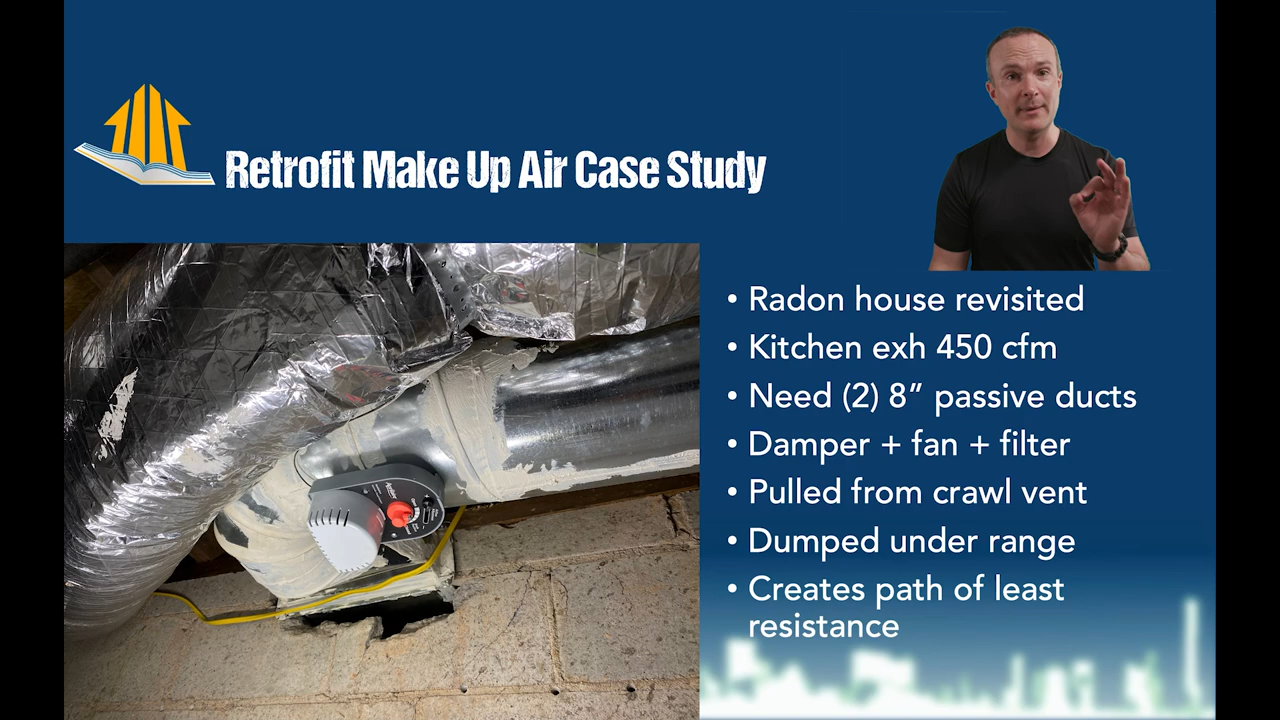 Retrofit Make Up Air Case Study
• Radon house revisited
• Kitchen exh 450 cfm
• Need (2) 8” passive ducts
• Damper + fan + filter
• Pulled from crawl vent
• Dumped under range
• Creates path of least
resistance